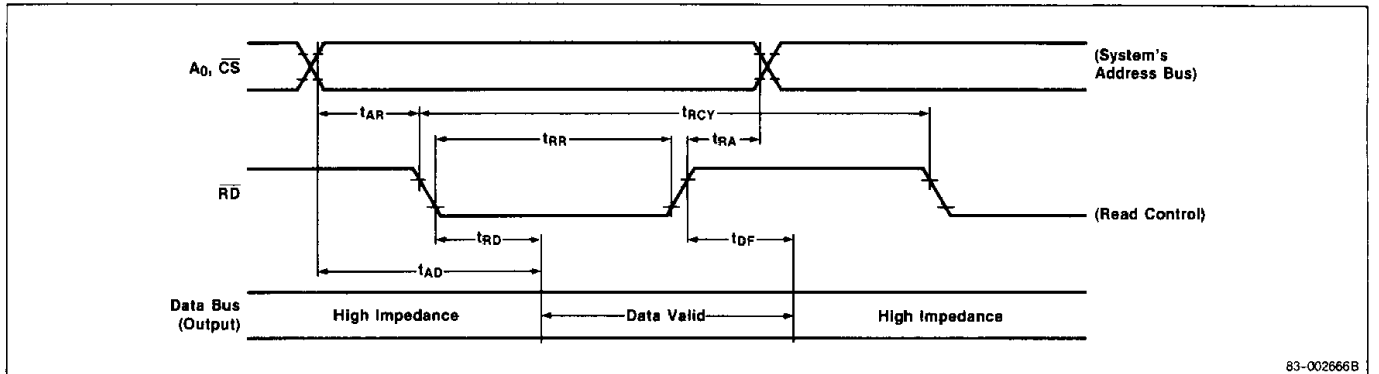 A0, CS
(System's
Address Bus)
tAR
tRCY
tRR
tRA
RD
(Read Control)
tRD
tDF
tAD
Data Bus
(Output)
High Impedance
Data Valid
High Impedance
83-002666B